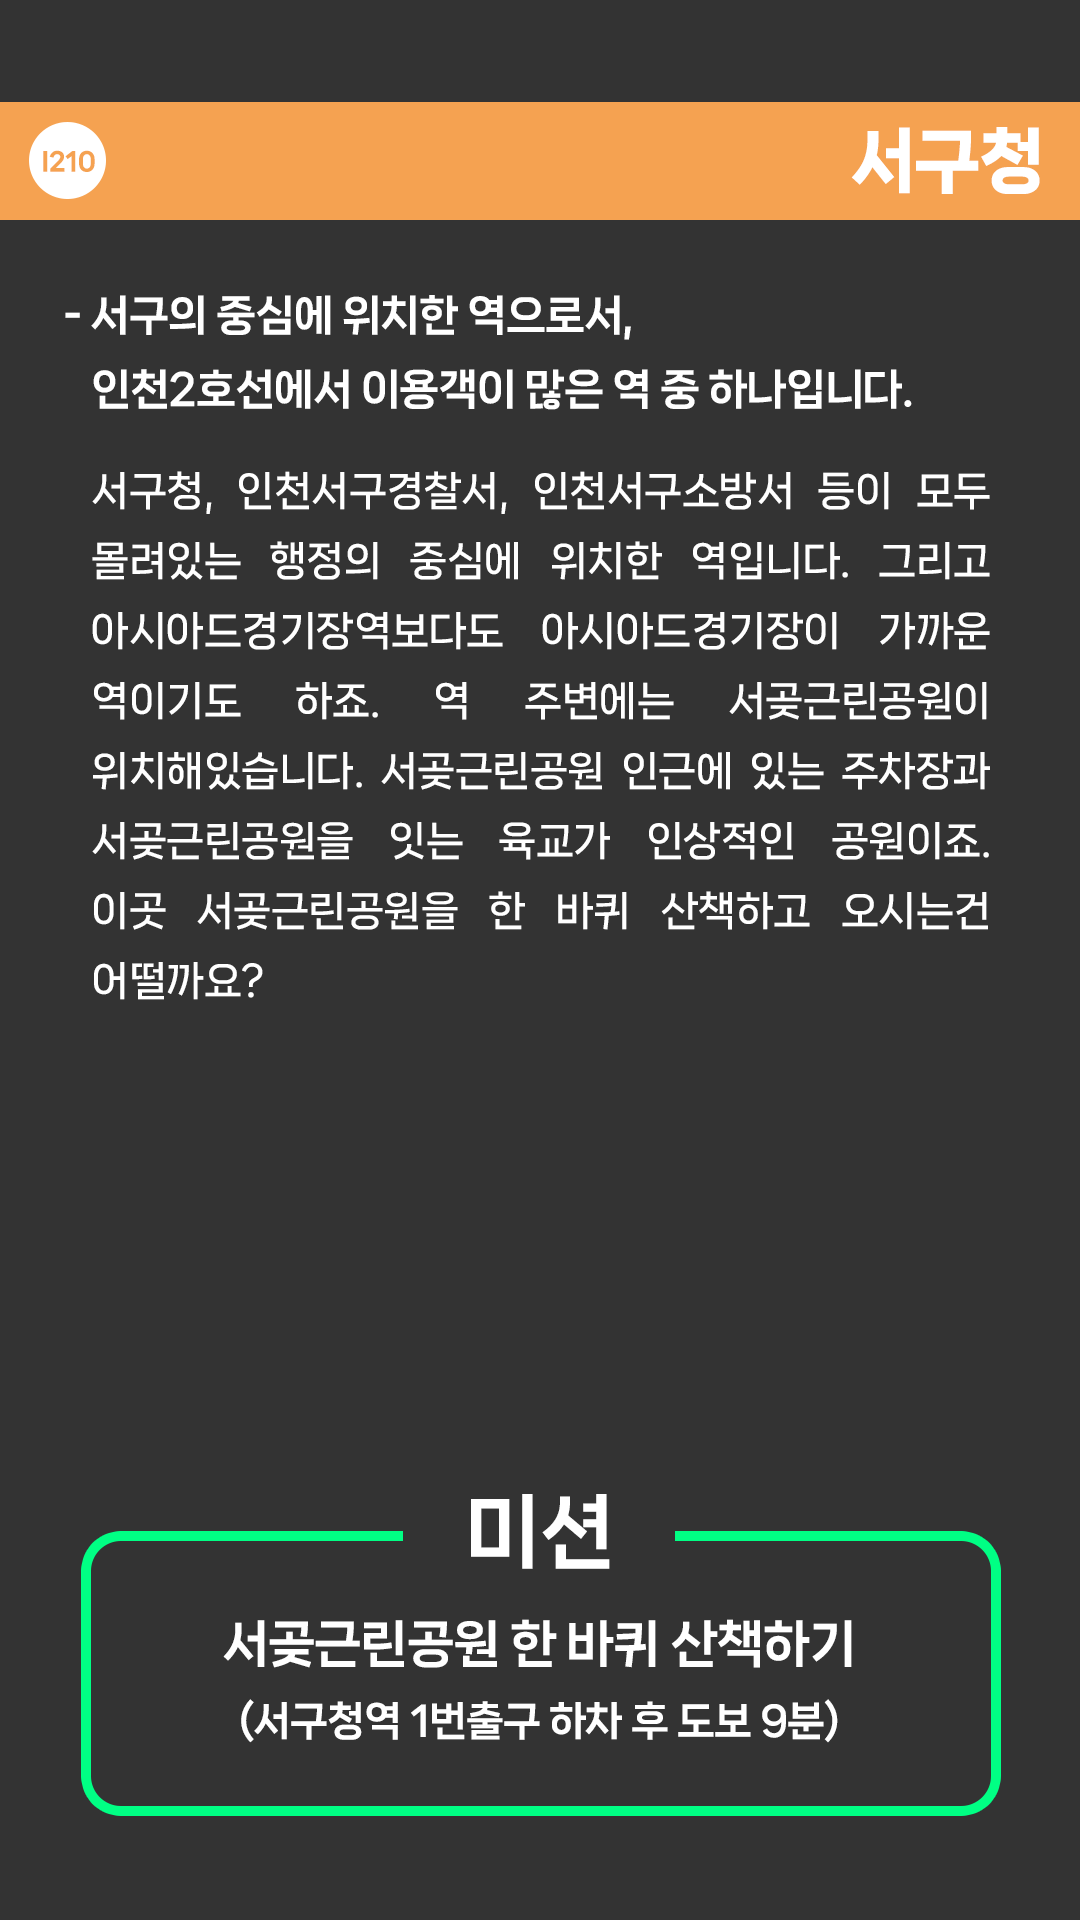 I210
서구청
- 서구의 중심에 위치한 역으로서,
인천2호선에서 이용객이 많은 역 중 하나입니다.
서구청, 인천서구경찰서, 인천서구소방서 등이 모두
몰려있는 행정의 중심에 위치한 역입니다. 그리고
아시아드경기장역보다도 아시아드경기장이 가까운
역이기도 하죠. 역 주변에는 서곶근린공원이
위치해있습니다. 서곶근린공원 인근에 있는 주차장과
서곶근린공원을 잇는 육교가 인상적인 공원이죠.
이곳 서곶근린공원을 한 바퀴 산책하고 오시는건
어떨까요?
미션
서곶근린공원 한 바퀴 산책하기
(서구청역 1번출구 하차 후 도보 9분)